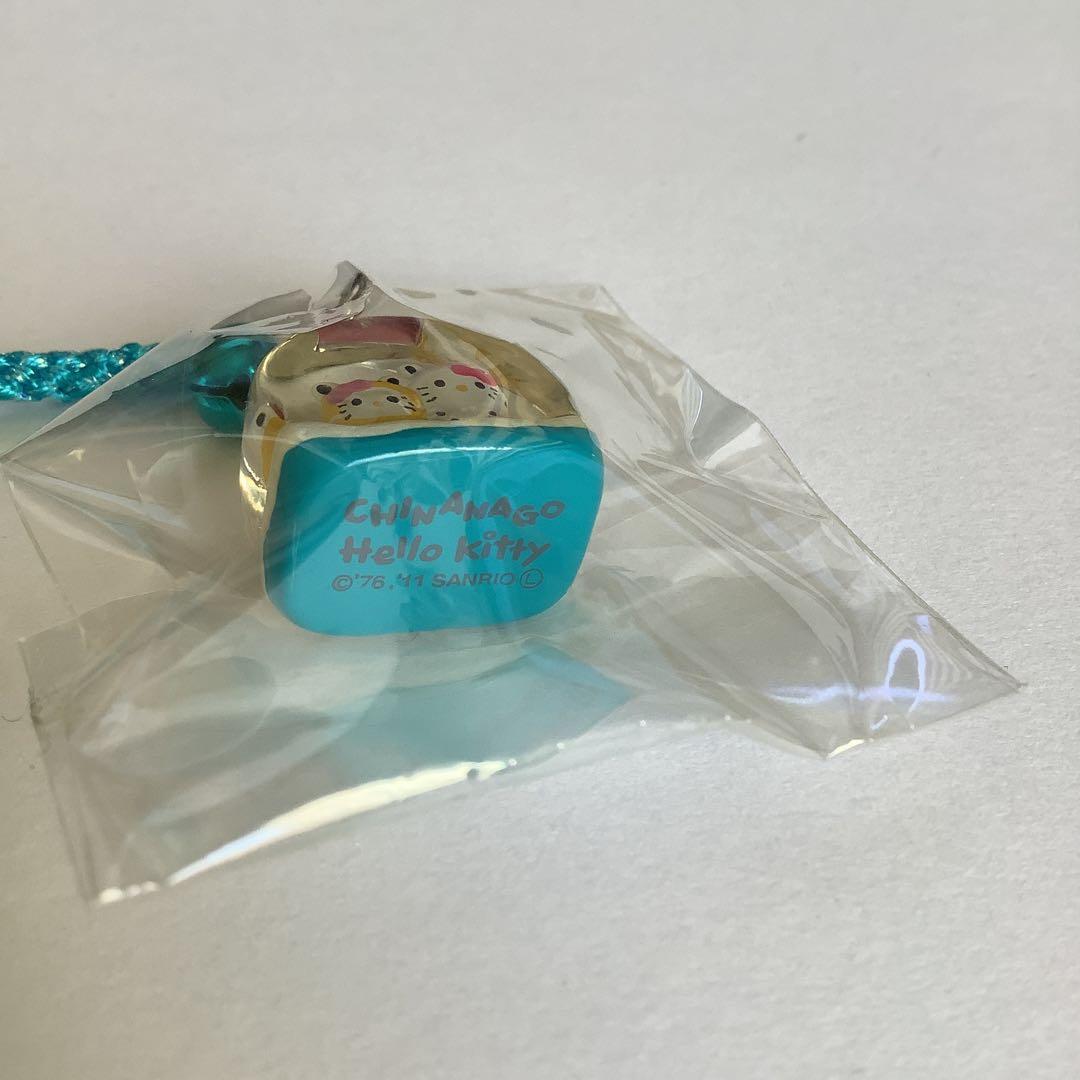 CHINANAGO
Hello Kitty
©'76,'11 SANRIO Ⓛ